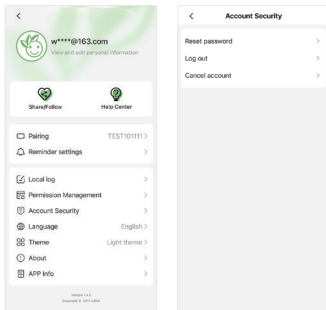 w****@163.com
View and edit personal information
Share/Follow
Help Center
Pairing
TEST101111
Reminder settings
Local log
Permission Management
Account Security
Language
English
Theme
Light theme
About
APP Info
Account Security
Reset password
Log out
Cancel account